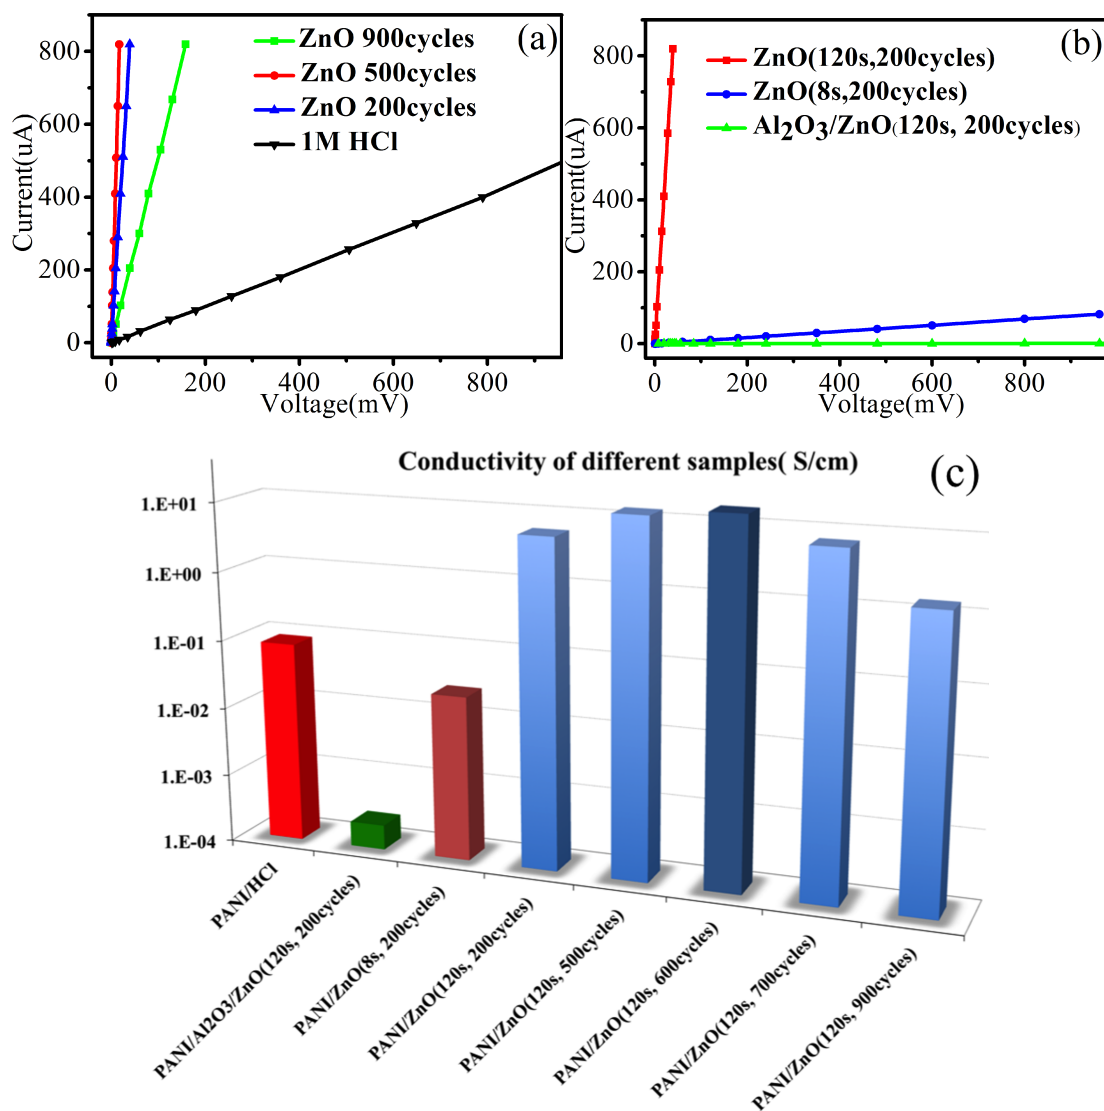 (a)
ZnO 900cycles
ZnO 500cycles
ZnO 200cycles
1M HCl
Current(uA)
800
600
400
200
0
0 200 400 600 800
Voltage(mV)
(b)
ZnO(120s,200cycles)
ZnO(8s,200cycles)
Al2O3/ZnO(120s, 200cycles)
Current(uA)
800
600
400
200
0
0 200 400 600 800
Voltage(mV)
Conductivity of different samples( S/cm)
(c)
1.E+01
1.E+00
1.E-01
1.E-02
1.E-03
1.E-04
PANI/HCl
PANI/Al2O3/ZnO(120s, 200cycles)
PANI/ZnO(8s, 200cycles)
PANI/ZnO(120s, 200cycles)
PANI/ZnO(120s, 500cycles)
PANI/ZnO(120s, 600cycles)
PANI/ZnO(120s, 700cycles)
PANI/ZnO(120s, 900cycles)